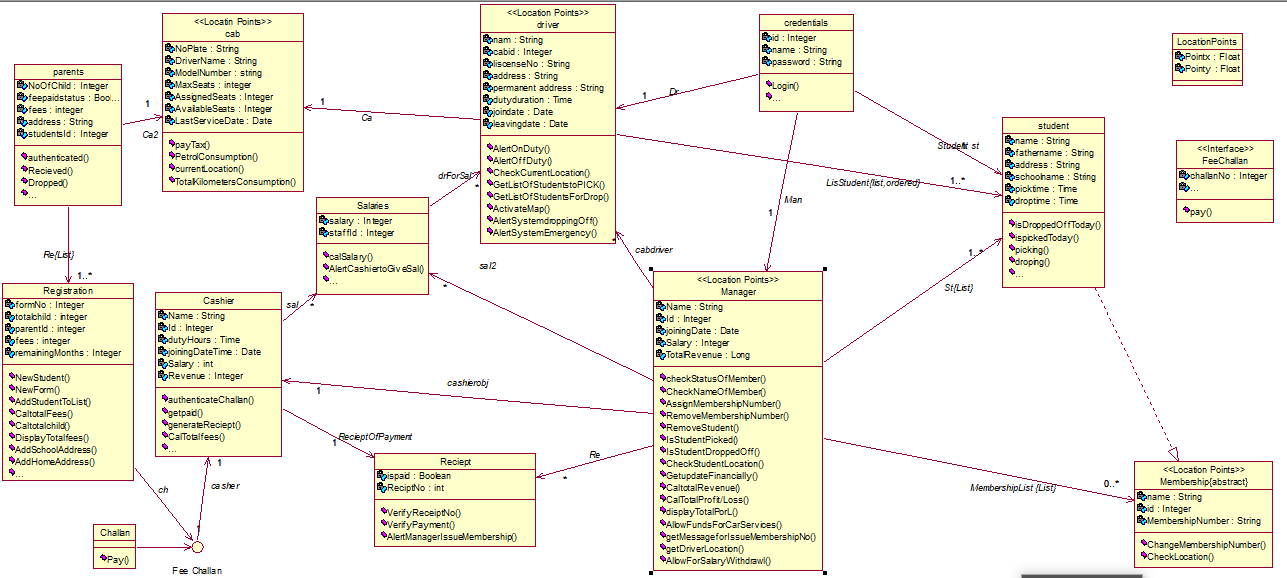 <<Locatin Points>>
cab
NoPlate : String
DriverName : String
ModelNumber : string
MaxSeats : integer
AssignedSeats : Integer
AvailableSeats : Integer
LastServiceDate : Date
payTax()
PetrolConsumption()
currentLocation()
TotalKilometersConsumption()
<<Location Points>>
driver
nam : String
cabid : Integer
liscenseNo : String
address : String
permanent address : String
dutyduration : Time
joindate : Date
leavingdate : Date
AlertOnDuty()
AlertOffDuty()
CheckCurrentLocation()
GetListOfStudentstoPICK()
GetListOfStudentsForDrop()
ActivateMap()
AlertSystemdroppingOff()
AlertSystemEmergency()
credentials
id : Integer
name : String
password : String
Login()
...
LocationPoints
Pointx : Float
Pointy : Float
parents
NoOfChild : Integer
feepaidstatus : Bool...
fees : integer
address : String
studentsId : Integer
authenticated()
Recieved()
Dropped()
...
1
Ca2
1
Ca
1
Dr
student
name : String
fathername : String
address : String
schoolname : String
picktime : Time
droptime : Time
isDroppedOffToday()
ispickedToday()
picking()
droping()
...
Student st
<<Interface>>
FeeChallan
challanNo : Integer
...
pay()
LisStudent{list,ordered}
1..*
drForSal
*
Salaries
salary : Integer
staffId : Integer
calSalary()
AlertCashiertoGiveSal()
...
Man
1
*
cabdriver
1..*
St{List}
Re{List}
1..*
sal2
*
Registration
formNo : Integer
totalchild : integer
parentId : integer
fees : integer
remainingMonths : Integer
NewStudent()
NewForm()
AddStudentToList()
CaltotalFees()
Caltotalchild()
DisplayTotalfees()
AddSchoolAddress()
AddHomeAddress()
...
Cashier
Name : String
Id : Integer
dutyHours : Time
joiningDateTime : Date
Salary : int
Revenue : Integer
authenticateChallan()
getpaid()
generateReciept()
CalTotalfees()
...
sal
*
<<Location Points>>
Manager
Name : String
Id : Integer
joiningDate : Date
Salary : Integer
TotalRevenue : Long
checkStatusOfMember()
CheckNameOfMember()
AssignMembershipNumber()
RemoveMembershipNumber()
RemoveStudent()
IsStudentPicked()
IsStudentDroppedOff()
CheckStudentLocation()
GetupdateFinancially()
CaltotalRevenue()
CalTotalProfit/Loss()
displayTotalPorL()
AllowFundsForCarServices()
getMessageforIssueMembershipNo()
getDriverLocation()
AllowForSalaryWithdrawl()
cashierobj
1
RecieptOfPayment
1
Re
*
Reciept
ispaid : Boolean
ReciptNo : int
VerifyReceiptNo()
VerifyPayment()
AlertManagerIssueMembership()
MembershipList {List}
0..*
<<Location Points>>
Membership{abstract}
name : String
id : Integer
MembershipNumber : String
ChangeMembershipNumber()
CheckLocation()
ch
casher
1
1
Challan
Pay()
Fee Challan